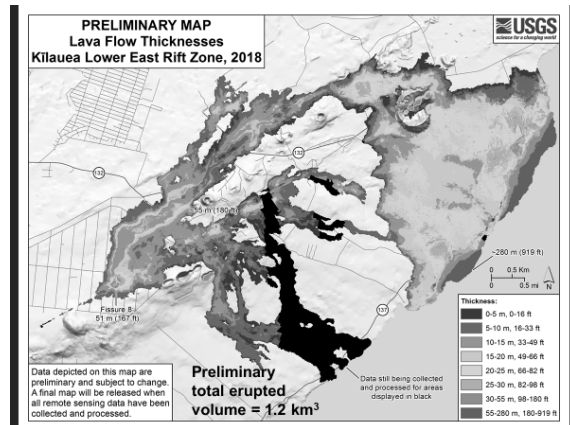 PRELIMINARY MAP
Lava Flow Thicknesses
Kīlauea Lower East Rift Zone, 2018
USGS
science for a changing world
132
132
55 m (180 ft)
~280 m (919 ft)
0 0.5 Km
0 0.5 mi
N
137
Fissure 8:
51 m (167 ft)
Thickness:
0-5 m, 0-16 ft
5-10 m, 16-33 ft
10-15 m, 33-49 ft
15-20 m, 49-66 ft
20-25 m, 66-82 ft
25-30 m, 82-98 ft
30-55 m, 98-180 ft
55-280 m, 180-919 ft
Data depicted on this map are
preliminary and subject to change.
A final map will be released when
all remote sensing data have been
collected and processed.
Preliminary
total erupted
volume = 1.2 km³
Data still being collected
and processed for areas
displayed in black